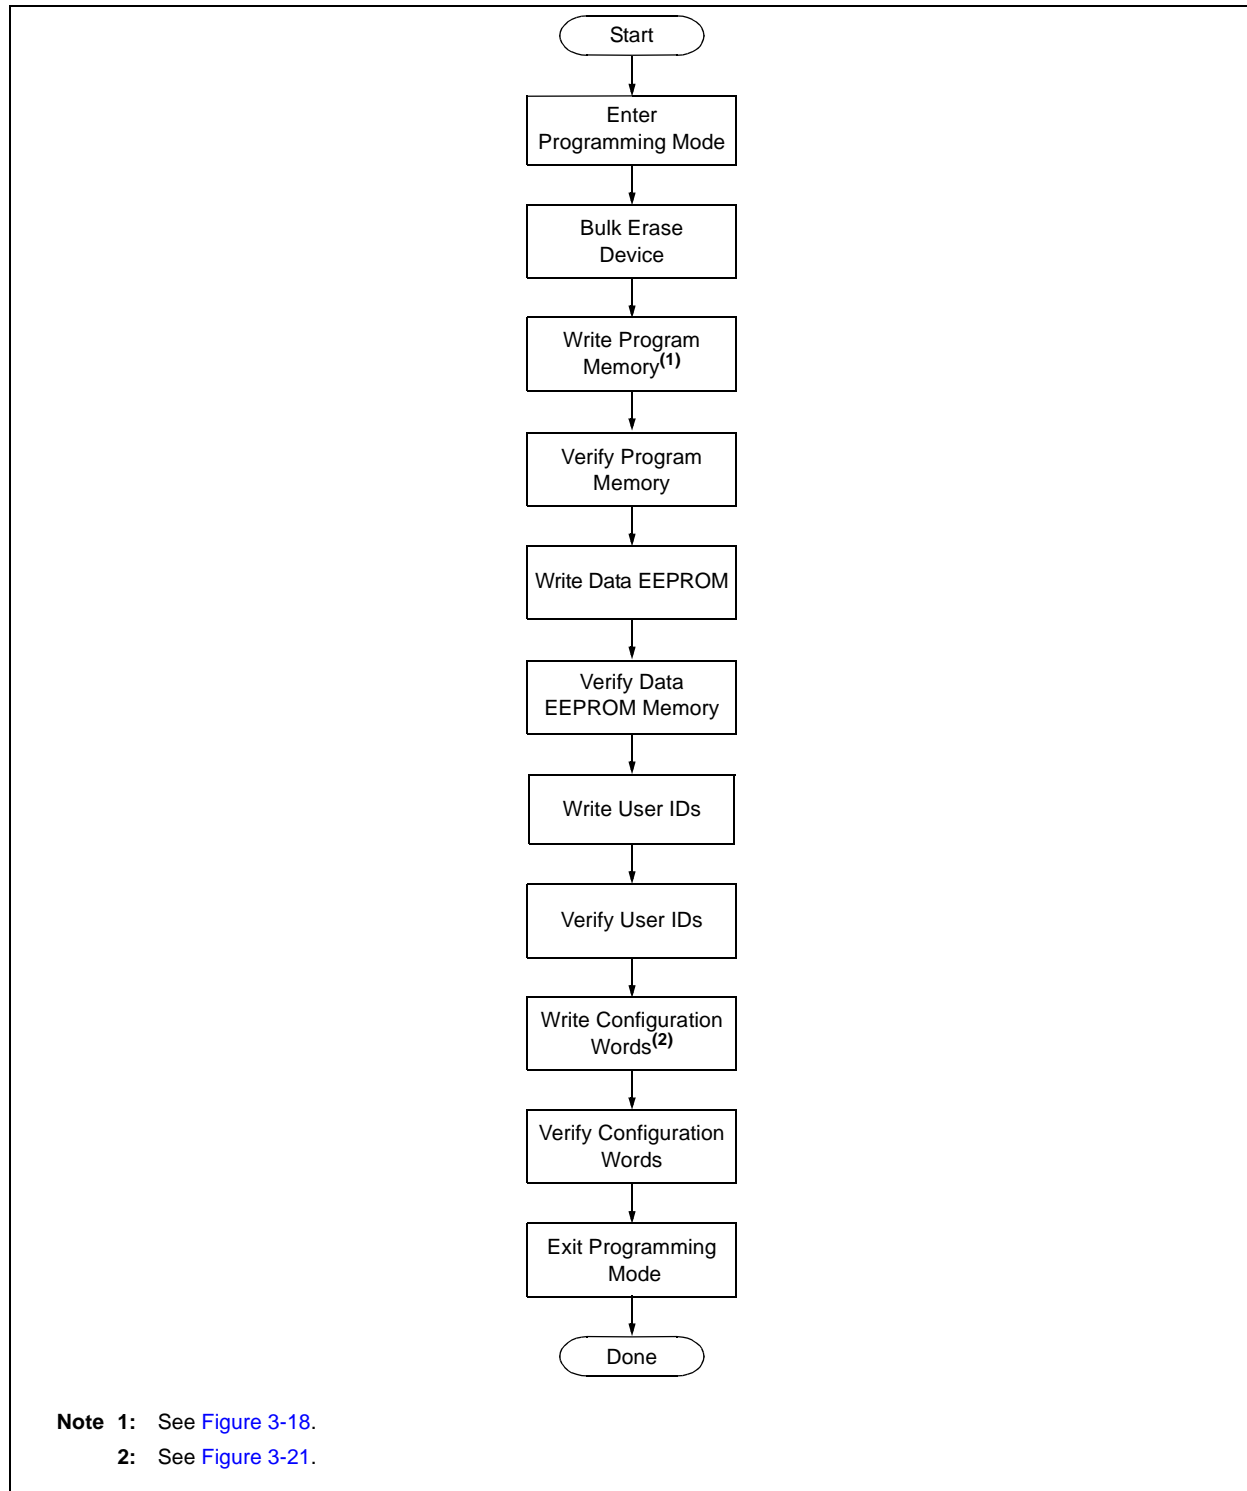 Start
Enter
Programming Mode
Bulk Erase
Device
Write Program
Memory(1)
Verify Program
Memory
Write Data EEPROM
Verify Data
EEPROM Memory
Write User IDs
Verify User IDs
Write Configuration
Words(2)
Verify Configuration
Words
Exit Programming
Mode
Done
Note 1: See Figure 3-18.
2: See Figure 3-21.